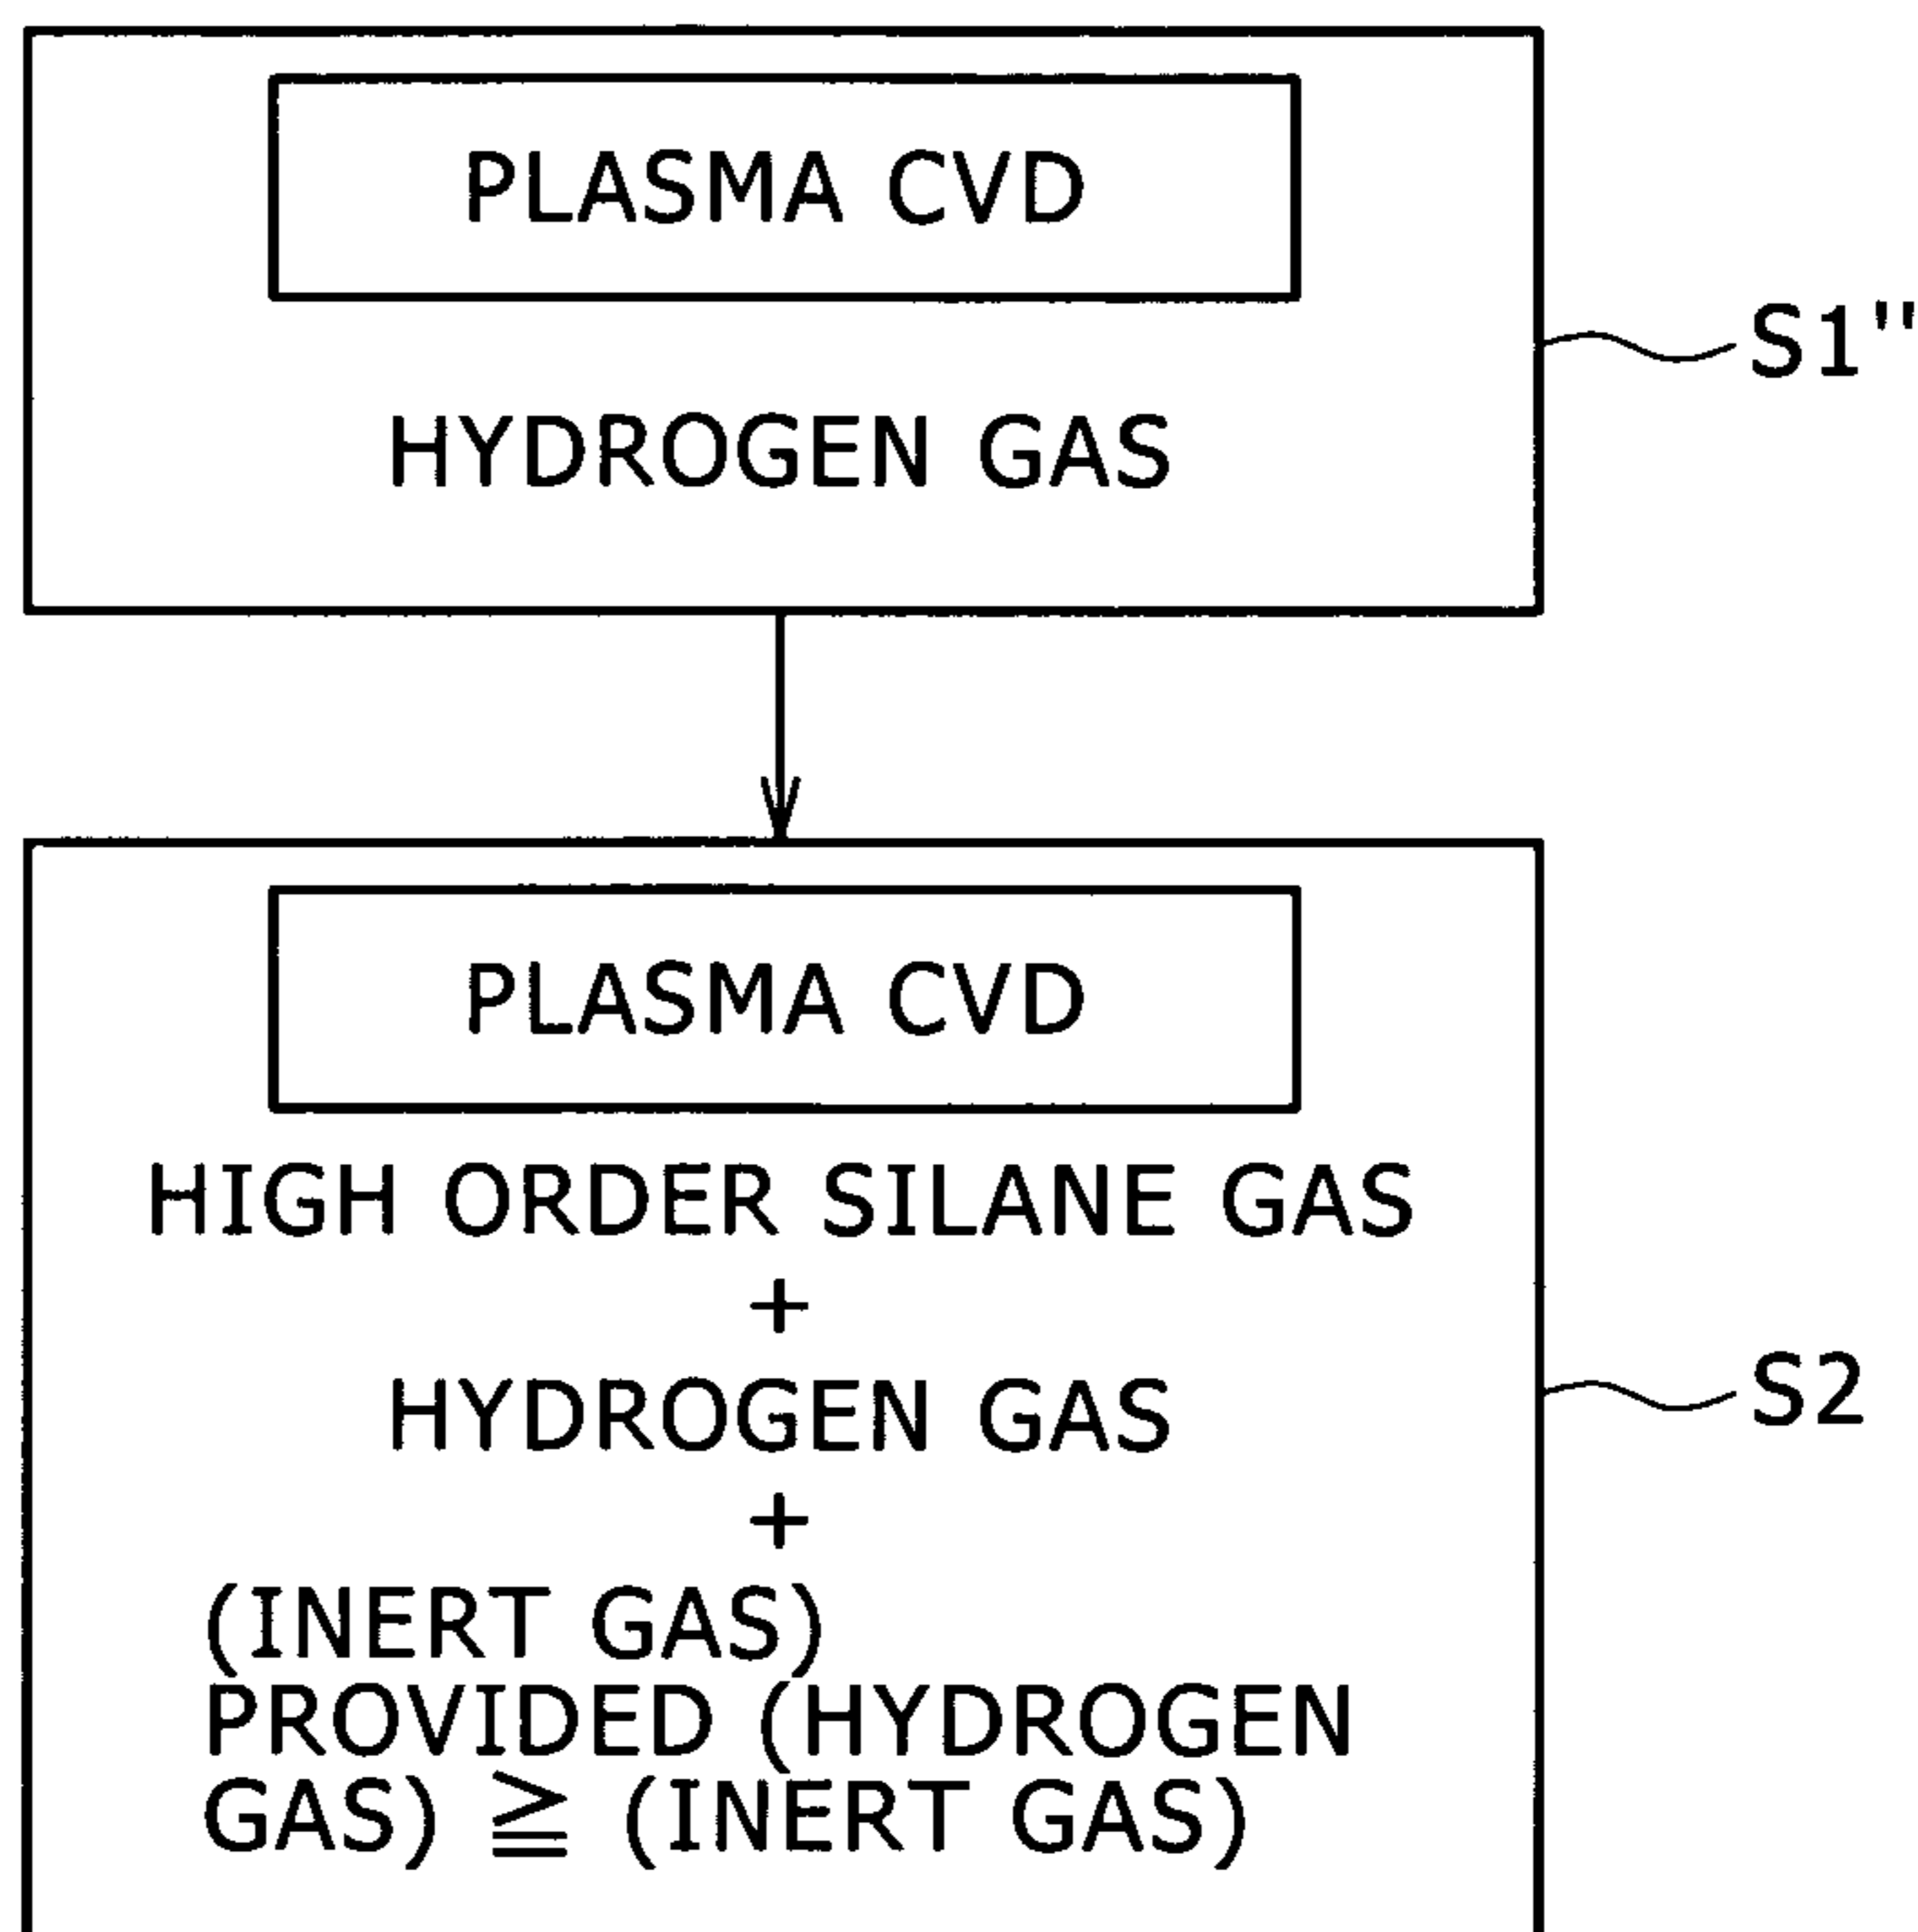 PLASMA CVD
HYDROGEN GAS
S1"
PLASMA CVD
HIGH ORDER SILANE GAS
+
HYDROGEN GAS
+
(INERT GAS)
PROVIDED (HYDROGEN
GAS) ≧ (INERT GAS)
S2